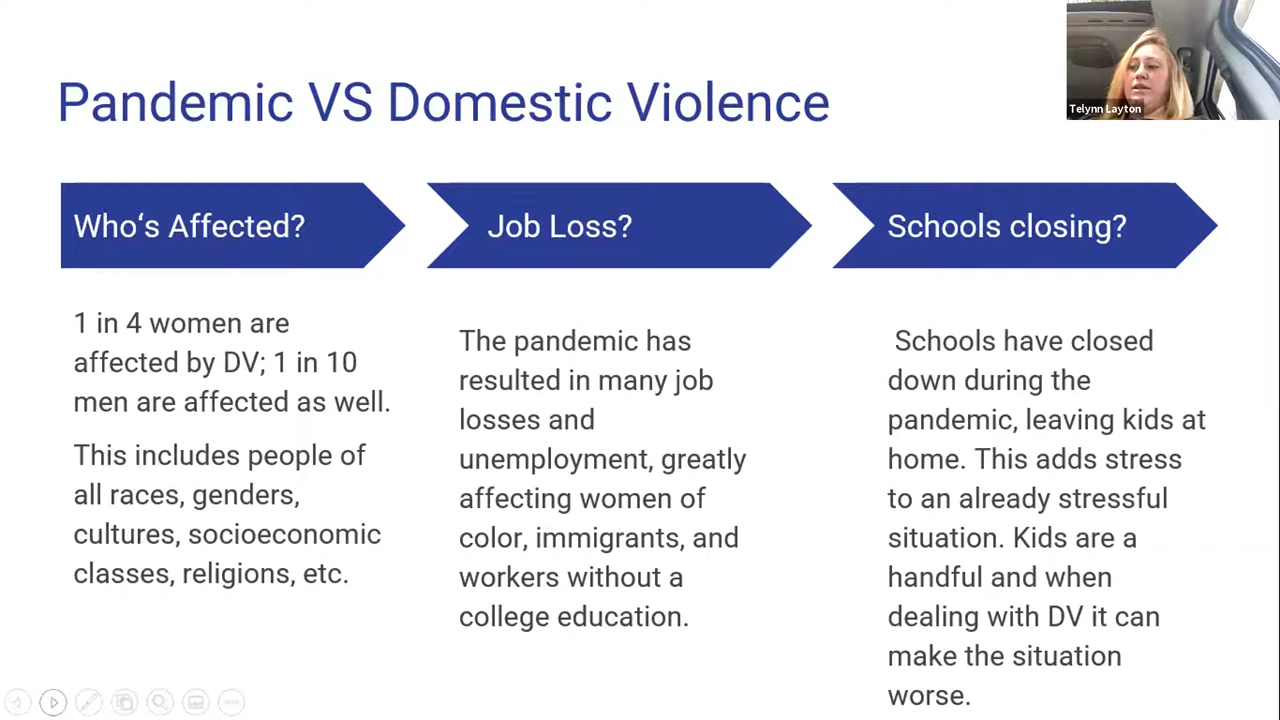 Pandemic VS Domestic Violence
Telynn Layton
Who‘s Affected?
1 in 4 women are
affected by DV; 1 in 10
men are affected as well.
This includes people of
all races, genders,
cultures, socioeconomic
classes, religions, etc.
Job Loss?
The pandemic has
resulted in many job
losses and
unemployment, greatly
affecting women of
color, immigrants, and
workers without a
college education.
Schools closing?
Schools have closed
down during the
pandemic, leaving kids at
home. This adds stress
to an already stressful
situation. Kids are a
handful and when
dealing with DV it can
make the situation
worse.